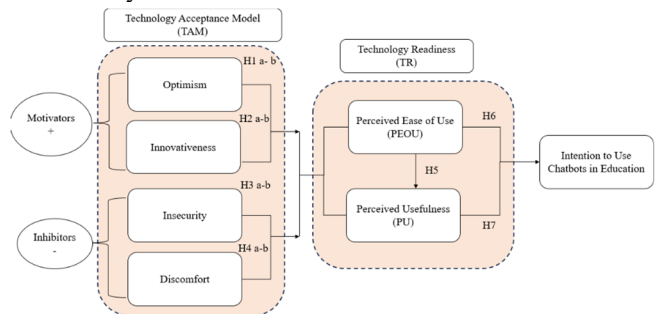 Technology Acceptance Model
(TAM)
Technology Readiness
(TR)
Motivators
+
Inhibitors
-
H1 a- b
Optimism
H2 a-b
Innovativeness
H3 a-b
Insecurity
H4 a-b
Discomfort
Perceived Ease of Use
(PEOU)
H5
Perceived Usefulness
(PU)
H6
H7
Intention to Use
Chatbots in Education